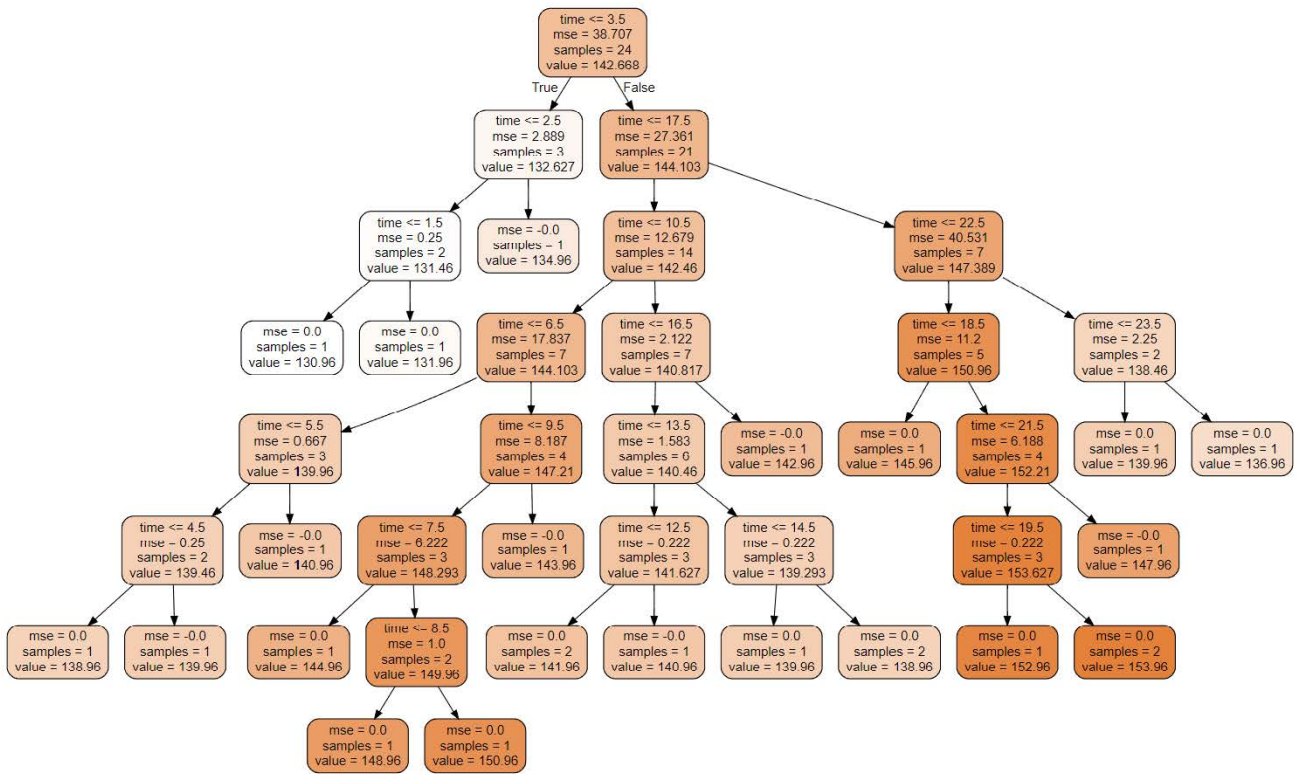 time <= 3.5
mse = 38.707
samples = 24
value = 142.668
True
False
time <= 2.5
mse = 2.889
samples = 3
value = 132.627
time <= 17.5
mse = 27.361
samples = 21
value = 144.103
time <= 1.5
mse = 0.25
samples = 2
value = 131.46
mse = -0.0
samples = 1
value = 134.96
time <= 10.5
mse = 12.679
samples = 14
value = 142.46
time <= 22.5
mse = 40.531
samples = 7
value = 147.389
mse = 0.0
samples = 1
value = 130.96
mse = 0.0
samples = 1
value = 131.96
time <= 6.5
mse = 17.837
samples = 7
value = 144.103
time <= 16.5
mse = 2.122
samples = 7
value = 140.817
time <= 18.5
mse = 11.2
samples = 5
value = 150.96
time <= 23.5
mse = 2.25
samples = 2
value = 138.46
time <= 5.5
mse = 0.667
samples = 3
value = 139.96
time <= 9.5
mse = 8.187
samples = 4
value = 147.21
time <= 13.5
mse = 1.583
samples = 6
value = 140.46
mse = -0.0
samples = 1
value = 142.96
mse = 0.0
samples = 1
value = 145.96
time <= 21.5
mse = 6.188
samples = 4
value = 152.21
mse = 0.0
samples = 1
value = 139.96
mse = 0.0
samples = 1
value = 136.96
time <= 4.5
mse = 0.25
samples = 2
value = 139.46
mse = -0.0
samples = 1
value = 140.96
time <= 7.5
mse = 6.222
samples = 3
value = 148.293
mse = -0.0
samples = 1
value = 143.96
time <= 12.5
mse = 0.222
samples = 3
value = 141.627
time <= 14.5
mse = 0.222
samples = 3
value = 139.293
time <= 19.5
mse = 0.222
samples = 3
value = 153.627
mse = -0.0
samples = 1
value = 147.96
mse = 0.0
samples = 1
value = 138.96
mse = -0.0
samples = 1
value = 139.96
mse = 0.0
samples = 1
value = 144.96
time <= 8.5
mse = 1.0
samples = 2
value = 149.96
mse = 0.0
samples = 2
value = 141.96
mse = -0.0
samples = 1
value = 140.96
mse = 0.0
samples = 1
value = 139.96
mse = 0.0
samples = 2
value = 138.96
mse = 0.0
samples = 1
value = 152.96
mse = 0.0
samples = 2
value = 153.96
mse = 0.0
samples = 1
value = 148.96
mse = 0.0
samples = 1
value = 150.96